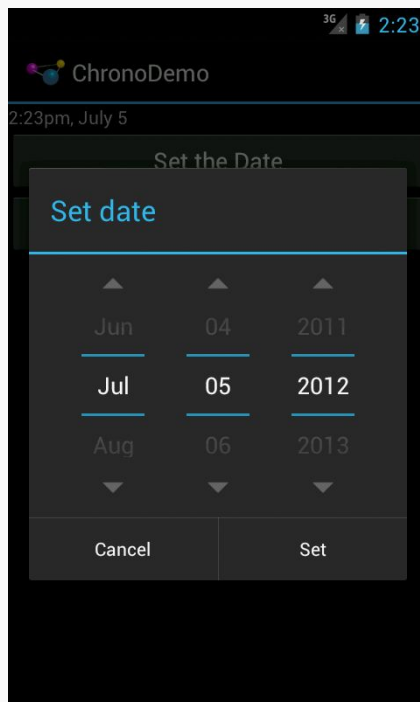 3G 2:23
ChronoDemo
2:23pm, July 5
Set the Date
Set date
Jun 04 2011
Jul 05 2012
Aug 06 2013
Cancel Set